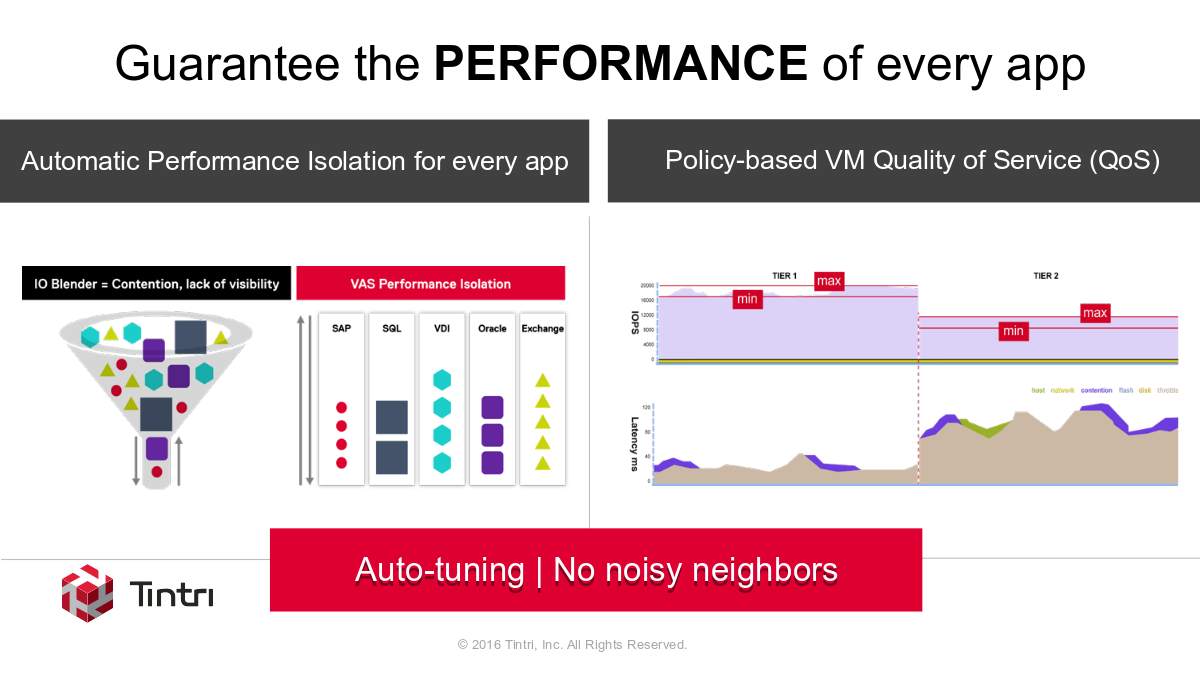 Guarantee the PERFORMANCE of every app
Automatic Performance Isolation for every app
Policy-based VM Quality of Service (QoS)
IO Blender = Contention, lack of visibility
VAS Performance Isolation
SAP
SQL
VDI
Oracle
Exchange
TIER 1
TIER 2
max
min
max
min
IOPS
20000
16000
12000
8000
4000
0
host network contention flash disk throttle
Latency ms
120
80
40
0
Auto-tuning | No noisy neighbors
Tintri
© 2016 Tintri, Inc. All Rights Reserved.